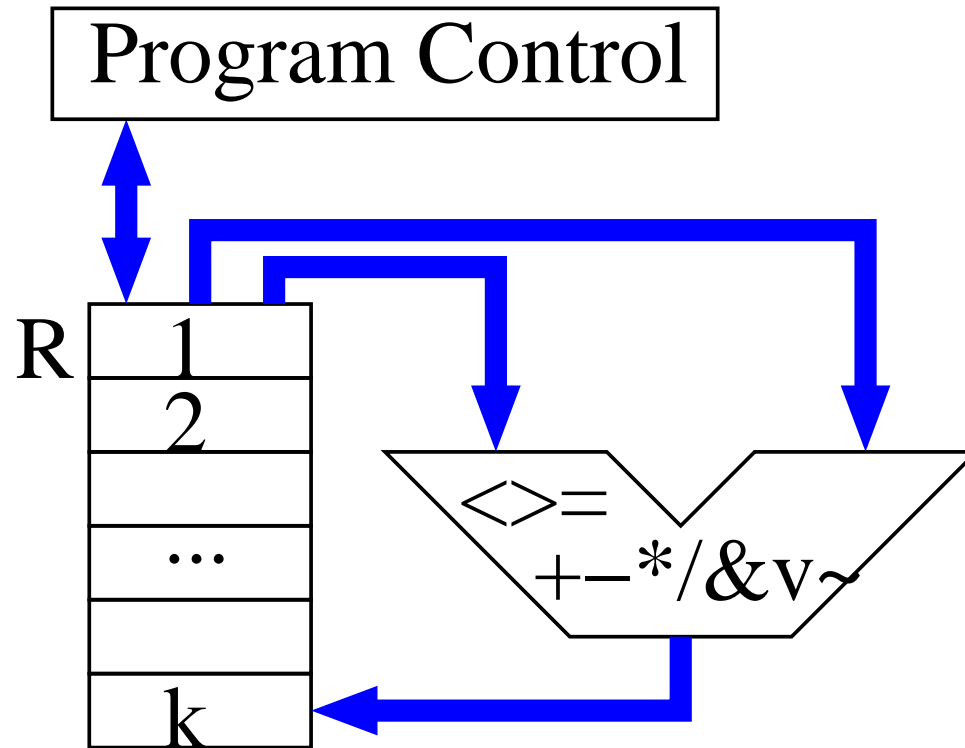 Program Control
R 1
2
<>=
...
+−*/&v~
k